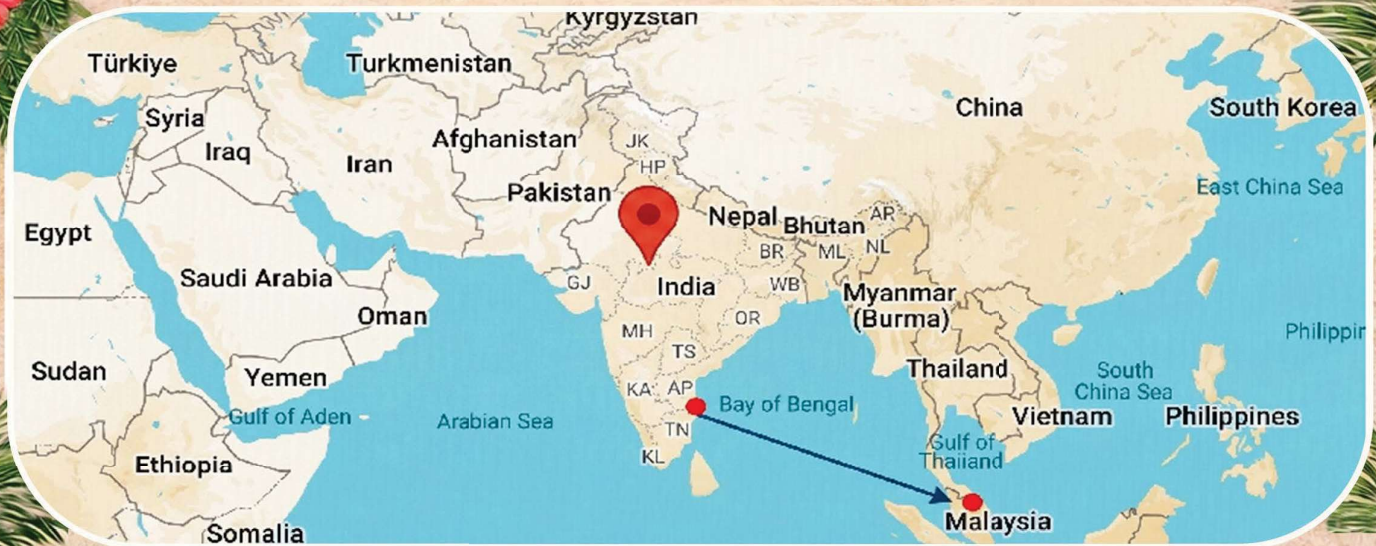 Kyrgyzstan
Türkiye
Turkmenistan
China
South Korea
Syria
Afghanistan
JK
Iraq
Iran
HP
Pakistan
East China Sea
Nepal
Bhutan
AR
Egypt
BR
ML
NL
Saudi Arabia
GJ
India
WB
Myanmar
(Burma)
Oman
MH
OR
Philippin
TS
Sudan
Yemen
Thailand
South
China Sea
KA
AP
Gulf of Aden
Arabian Sea
Bay of Bengal
Vietnam
Philippines
TN
Gulf of
Thaiiand
KL
Ethiopia
Malaysia
Somalia